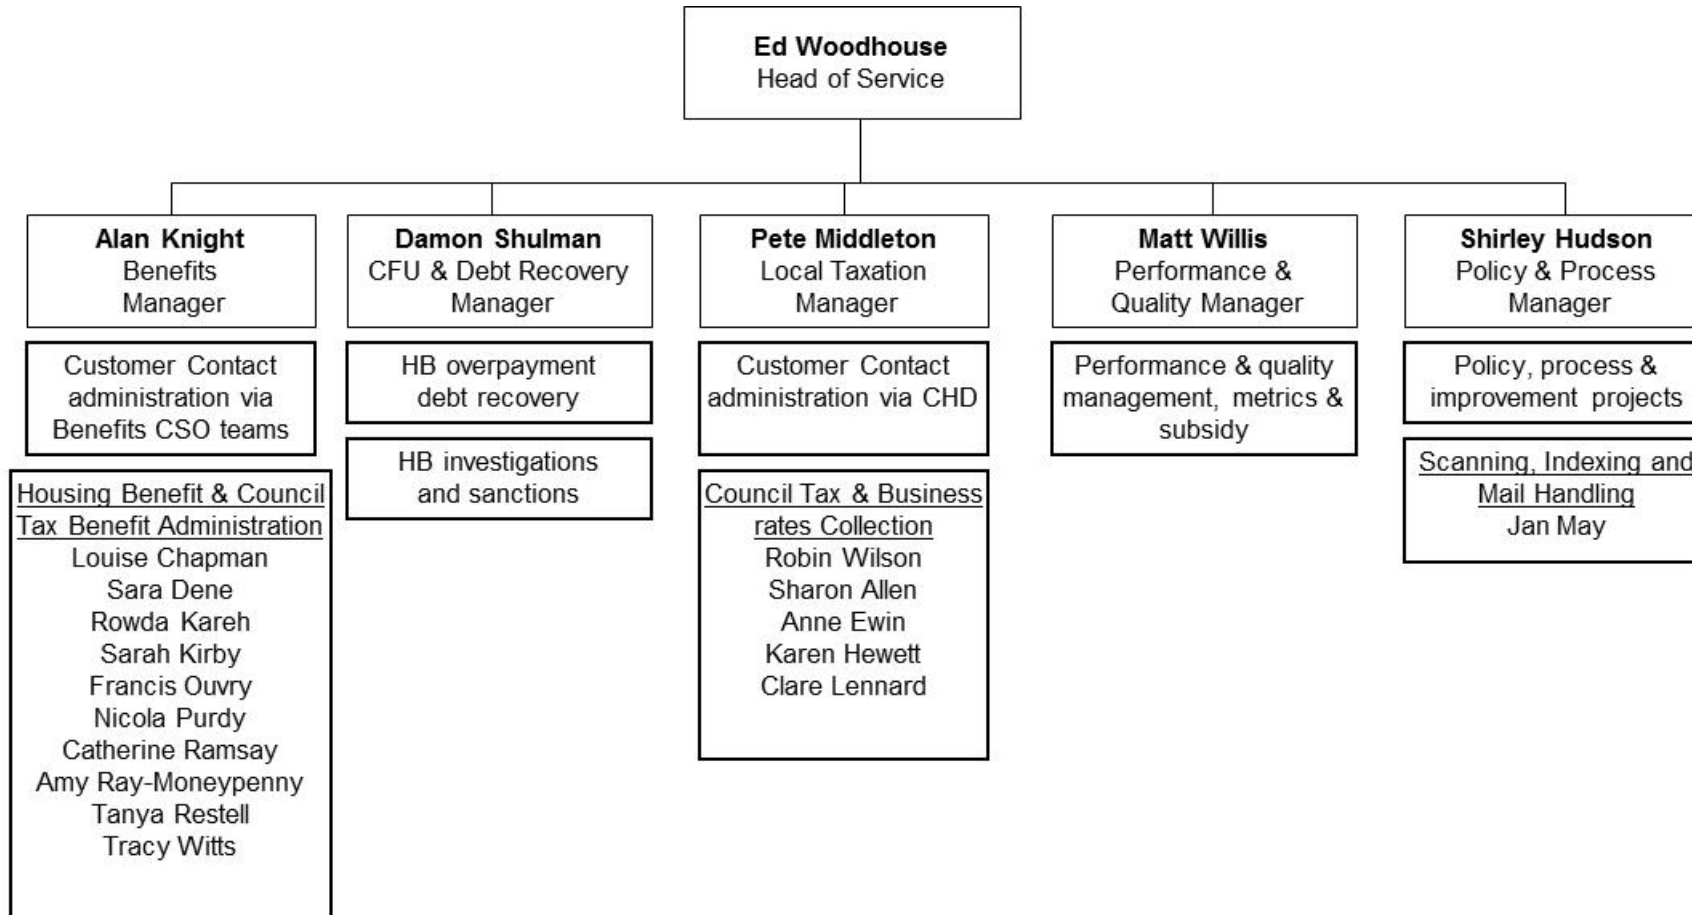 Ed Woodhouse
Head of Service
Alan Knight
Benefits
Manager
Customer Contact
administration via
Benefits CSO teams
Housing Benefit & Council
Tax Benefit Administration
Louise Chapman
Sara Dene
Rowda Kareh
Sarah Kirby
Francis Ouvry
Nicola Purdy
Catherine Ramsay
Amy Ray-Moneypenny
Tanya Restell
Tracy Witts
Damon Shulman
CFU & Debt Recovery
Manager
HB overpayment
debt recovery
HB investigations
and sanctions
Pete Middleton
Local Taxation
Manager
Customer Contact
administration via CHD
Council Tax & Business
rates Collection
Robin Wilson
Sharon Allen
Anne Ewin
Karen Hewett
Clare Lennard
Matt Willis
Performance &
Quality Manager
Performance & quality
management, metrics &
subsidy
Shirley Hudson
Policy & Process
Manager
Policy, process &
improvement projects
Scanning, Indexing and
Mail Handling
Jan May